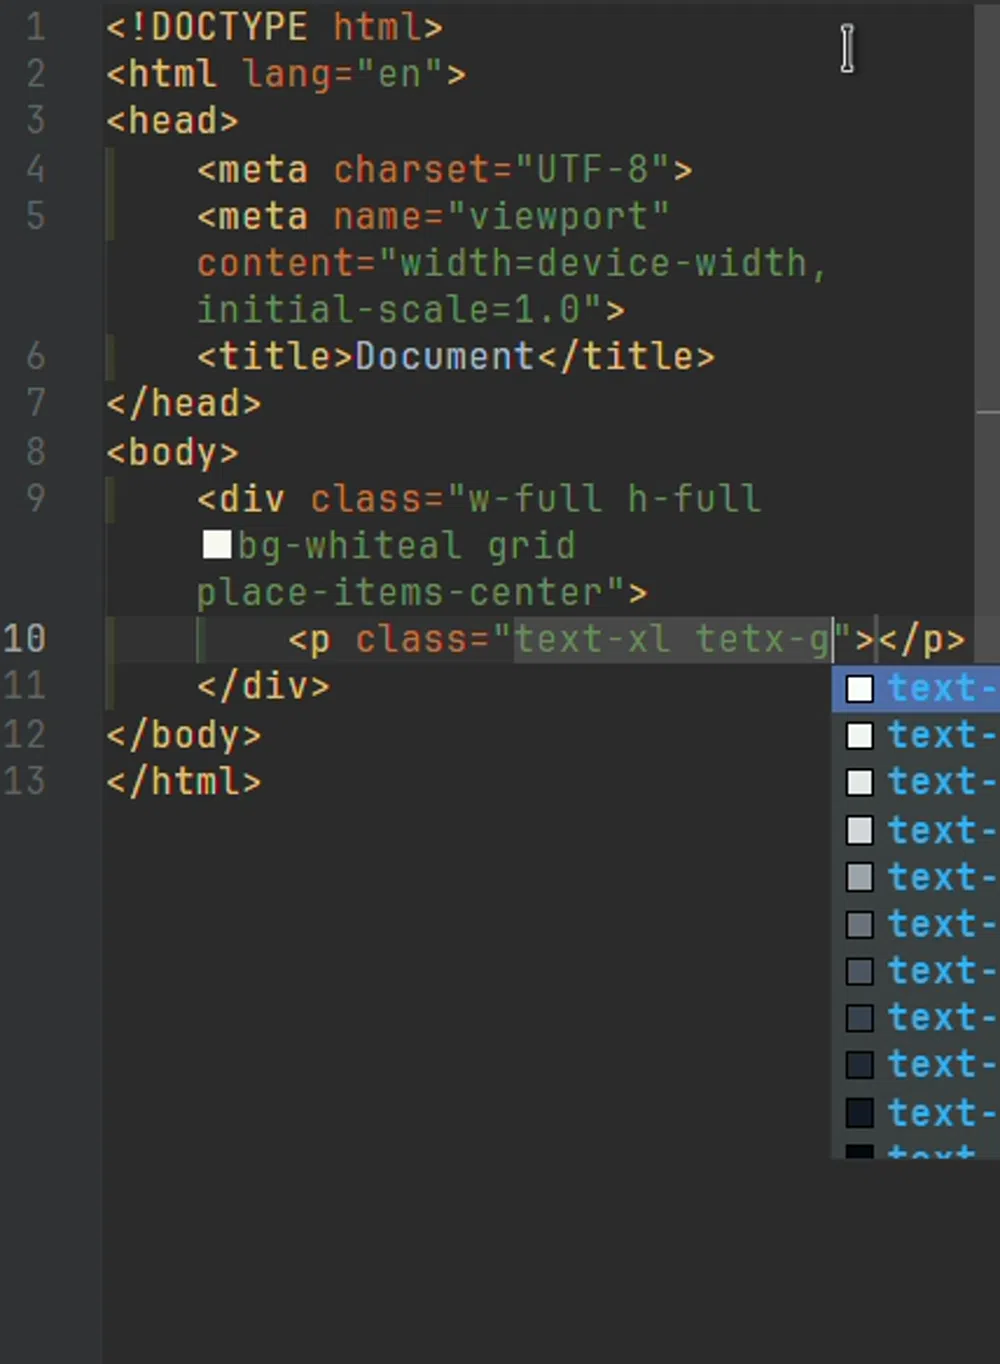 1 <!DOCTYPE html>
2 <html lang="en">
3 <head>
4 <meta charset="UTF-8">
5 <meta name="viewport"
content="width=device-width,
initial-scale=1.0">
6 <title>Document</title>
7 </head>
8 <body>
9 <div class="w-full h-full
bg-whiteal grid
place-items-center">
10 <p class="text-xl tetx-g"></p>
11 </div>
text-
12 </body>
text-
13 </html>
text-
text-
text-
text-
text-
text-
text-
text-